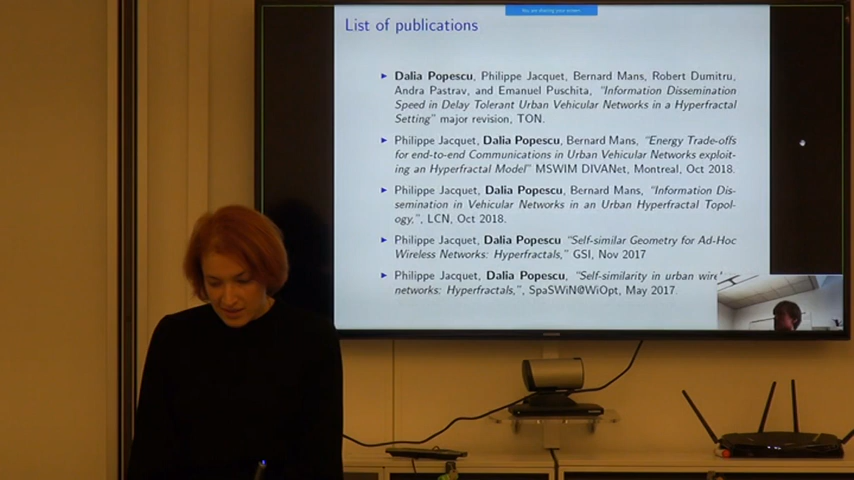 You are sharing your screen
List of publications
Dalia Popescu, Philippe Jacquet, Bernard Mans, Robert Dumitru,
Andra Pastrav, and Emanuel Puschita, "Information Dissemination
Speed in Delay Tolerant Urban Vehicular Networks in a Hyperfractal
Setting" major revision, TON.
Philippe Jacquet, Dalia Popescu, Bernard Mans, "Energy Trade-offs
for end-to-end Communications in Urban Vehicular Networks exploit-
ing an Hyperfractal Model" MSWIM DIVANet, Montreal, Oct 2018.
Philippe Jacquet, Dalia Popescu, Bernard Mans, "Information Dis-
semination in Vehicular Networks in an Urban Hyperfractal Topol-
ogy,", LCN, Oct 2018.
Philippe Jacquet, Dalia Popescu "Self-similar Geometry for Ad-Hoc
Wireless Networks: Hyperfractals," GSI, Nov 2017
Philippe Jacquet, Dalia Popescu, "Self-similarity in urban
networks: Hyperfractals,", SpaSWiN@WiOpt, May 2017.